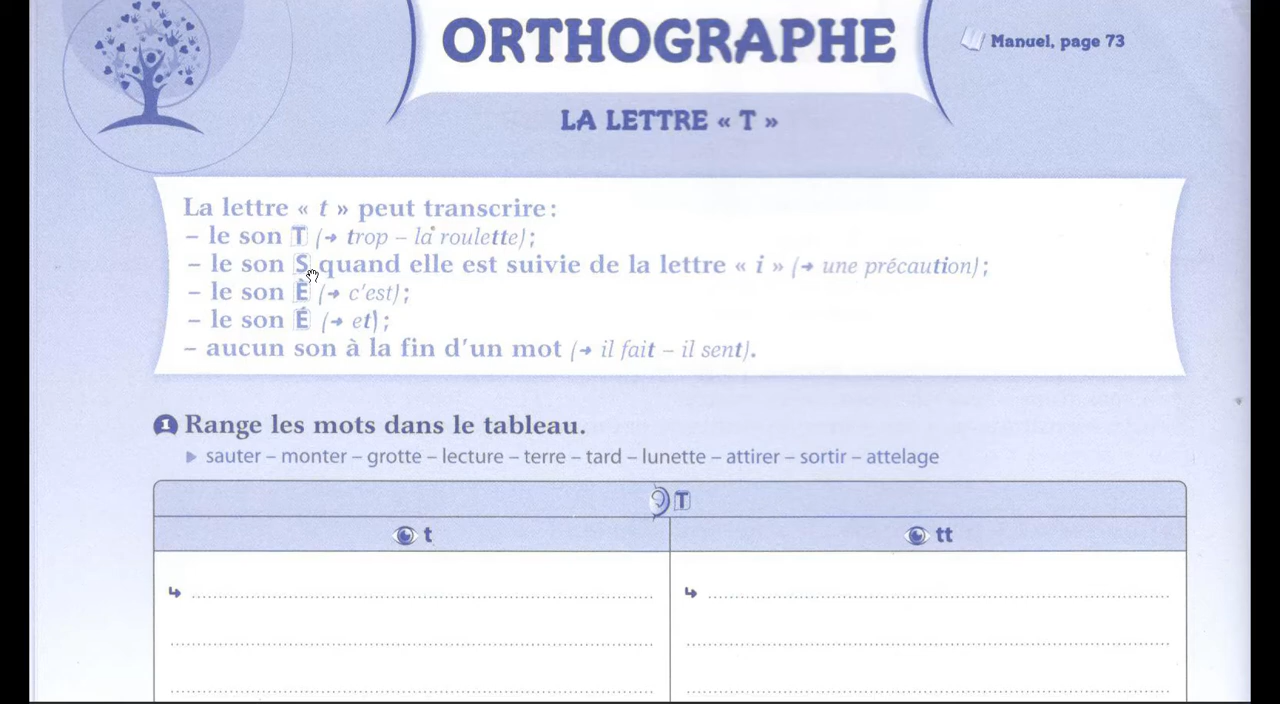 ORTHOGRAPHE
Manuel, page 73
LA LETTRE « T »
La lettre « t » peut transcrire :
– le son T (→ trop – la roulette) ;
– le son S quand elle est suivie de la lettre « i » (→ une précaution) ;
– le son È (→ c'est) ;
– le son É (→ et) ;
– aucun son à la fin d'un mot (→ il fait – il sent).
1 Range les mots dans le tableau.
▶ sauter – monter – grotte – lecture – terre – tard – lunette – attirer – sortir – attelage
T
t
tt